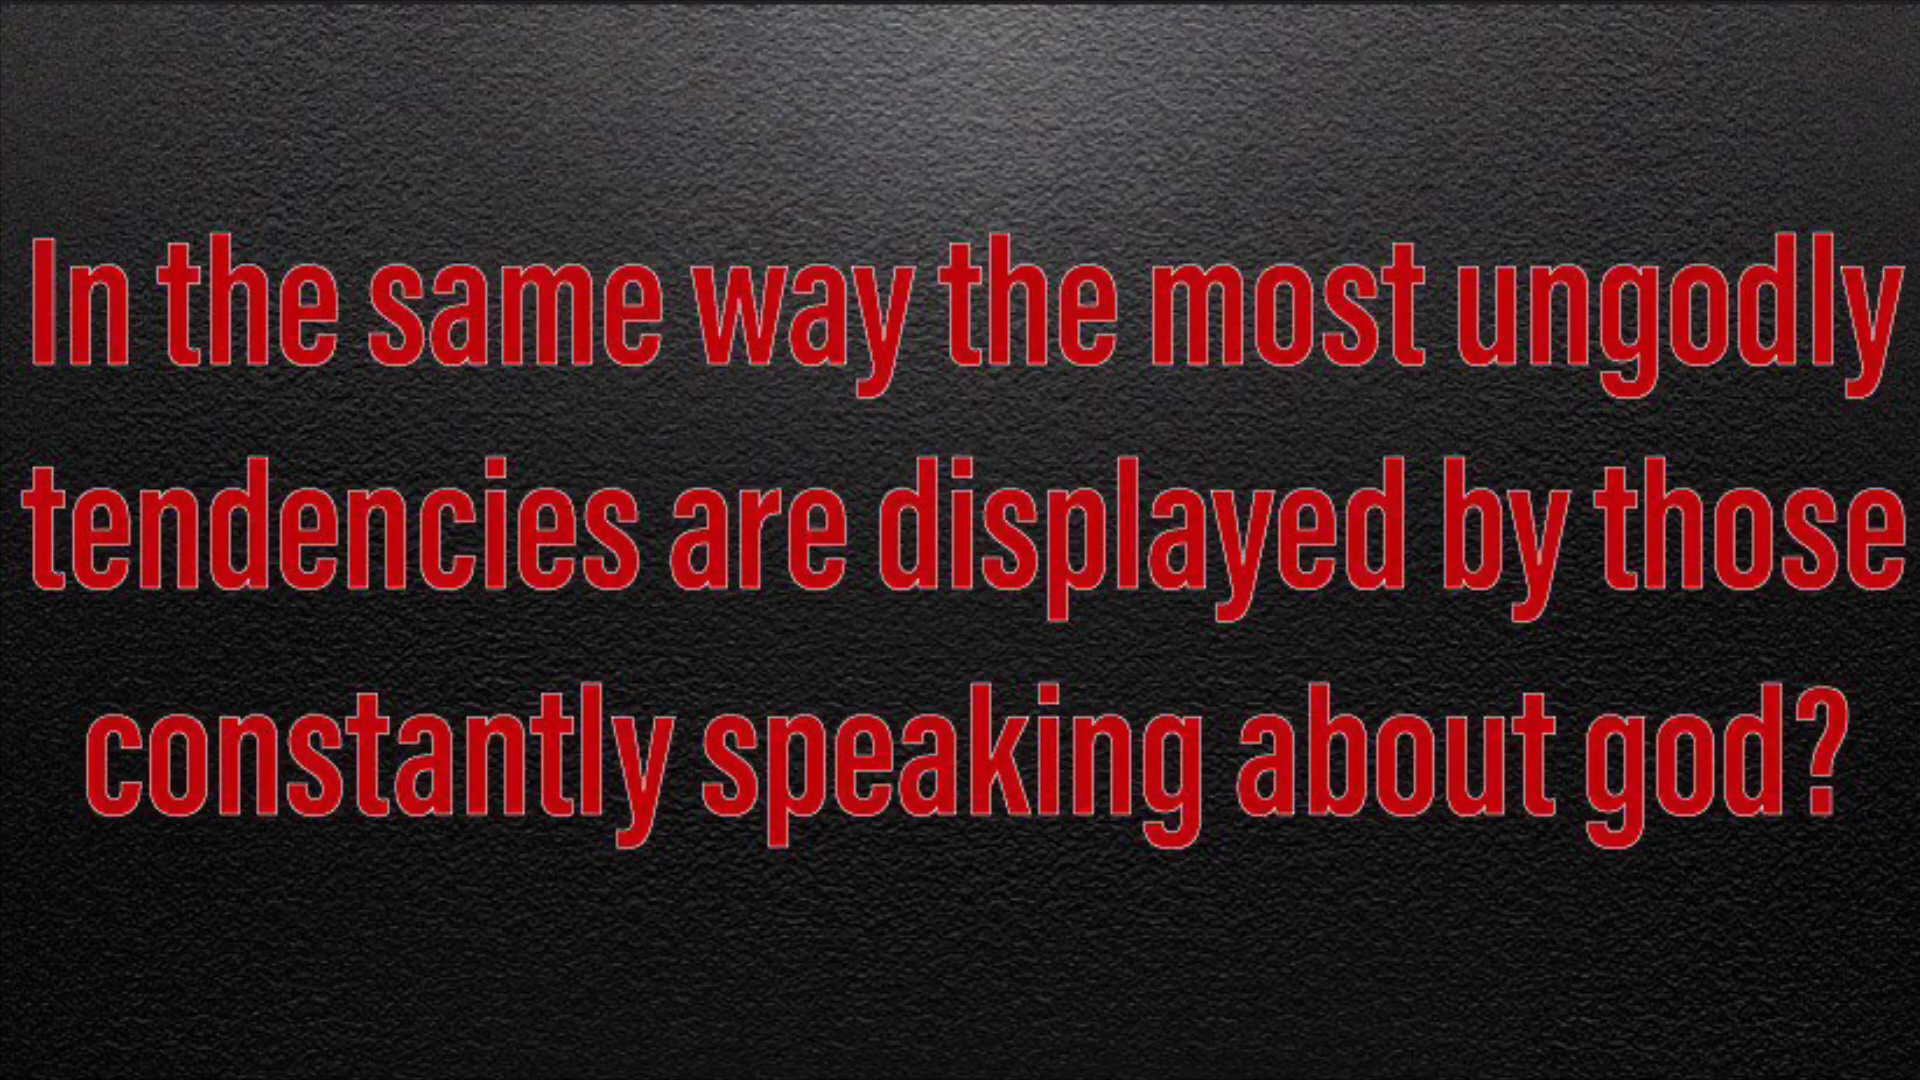 In the same way the most ungodly
tendencies are displayed by those
constantly speaking about god?